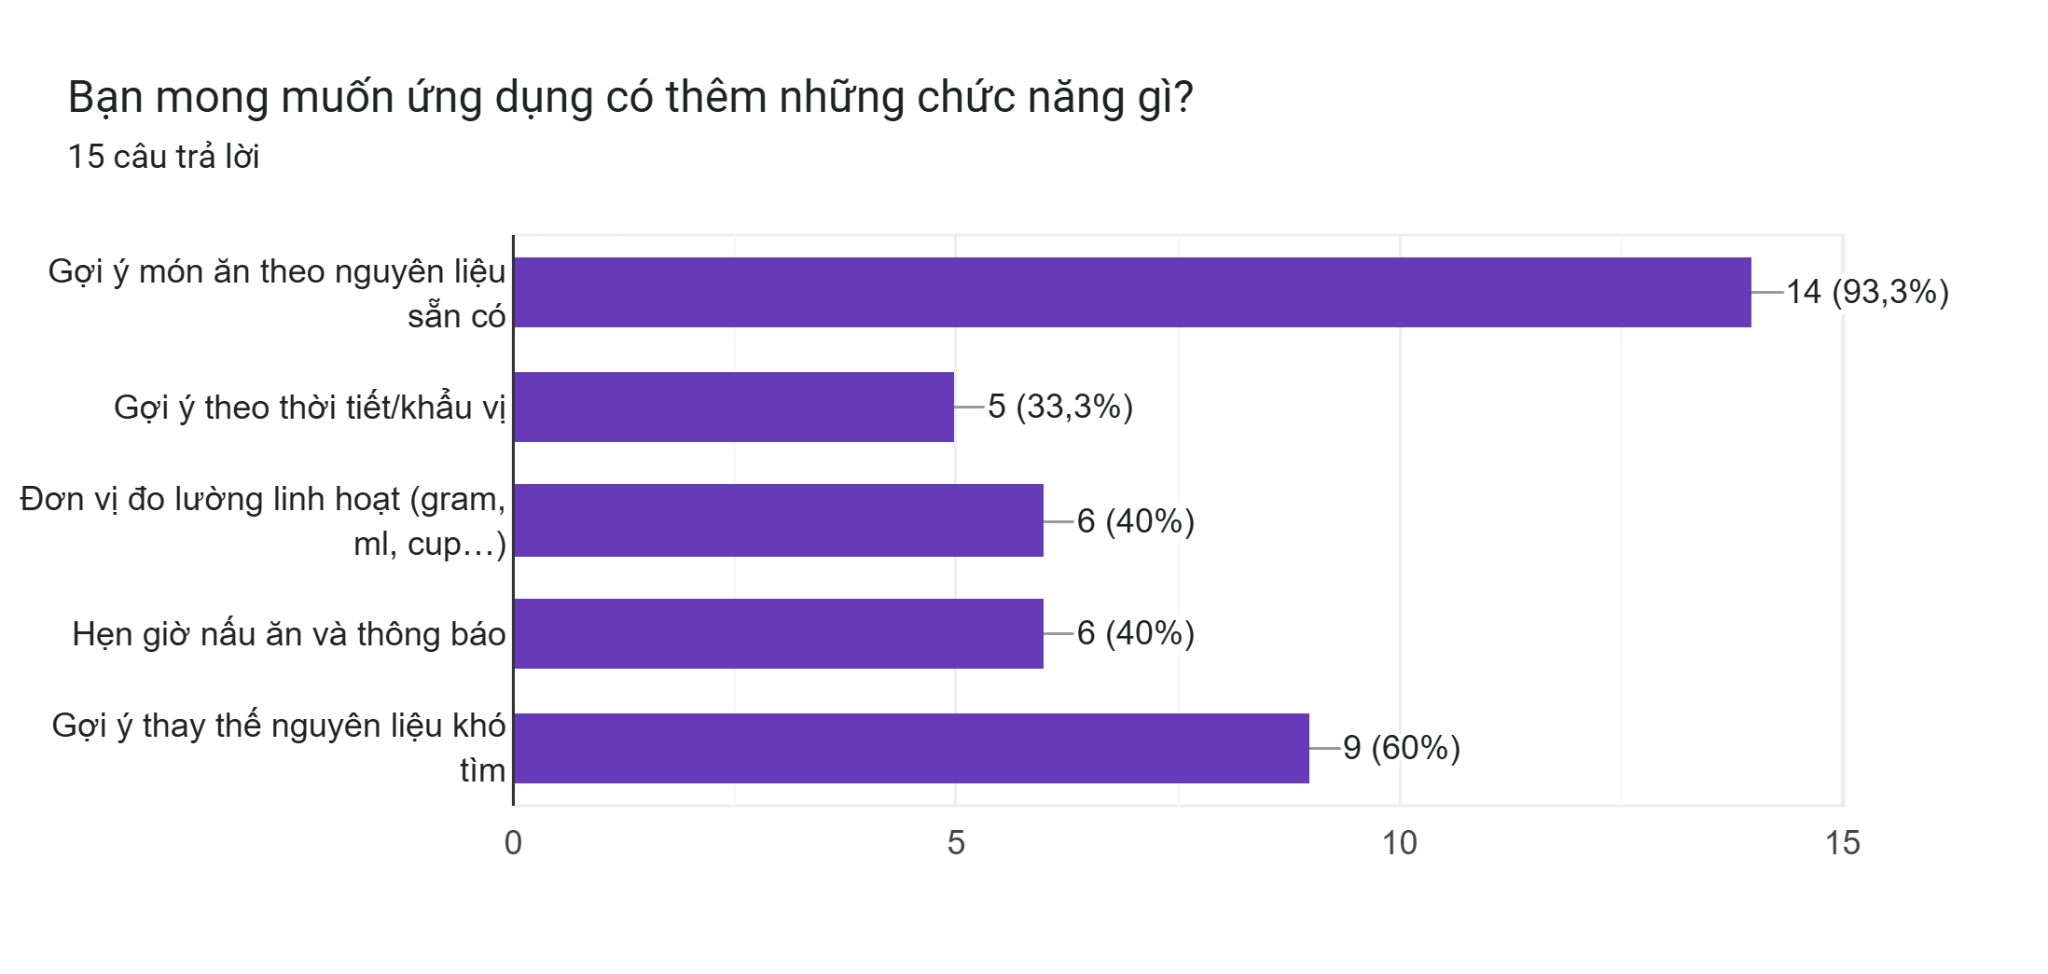 Bạn mong muốn ứng dụng có thêm những chức năng gì?
15 câu trả lời
Gợi ý món ăn theo nguyên liệu
sẵn có
14 (93,3%)
Gợi ý theo thời tiết/khẩu vị
5 (33,3%)
Đơn vị đo lường linh hoạt (gram,
ml, cup…)
6 (40%)
Hẹn giờ nấu ăn và thông báo
6 (40%)
Gợi ý thay thế nguyên liệu khó
tìm
9 (60%)
0 5 10 15